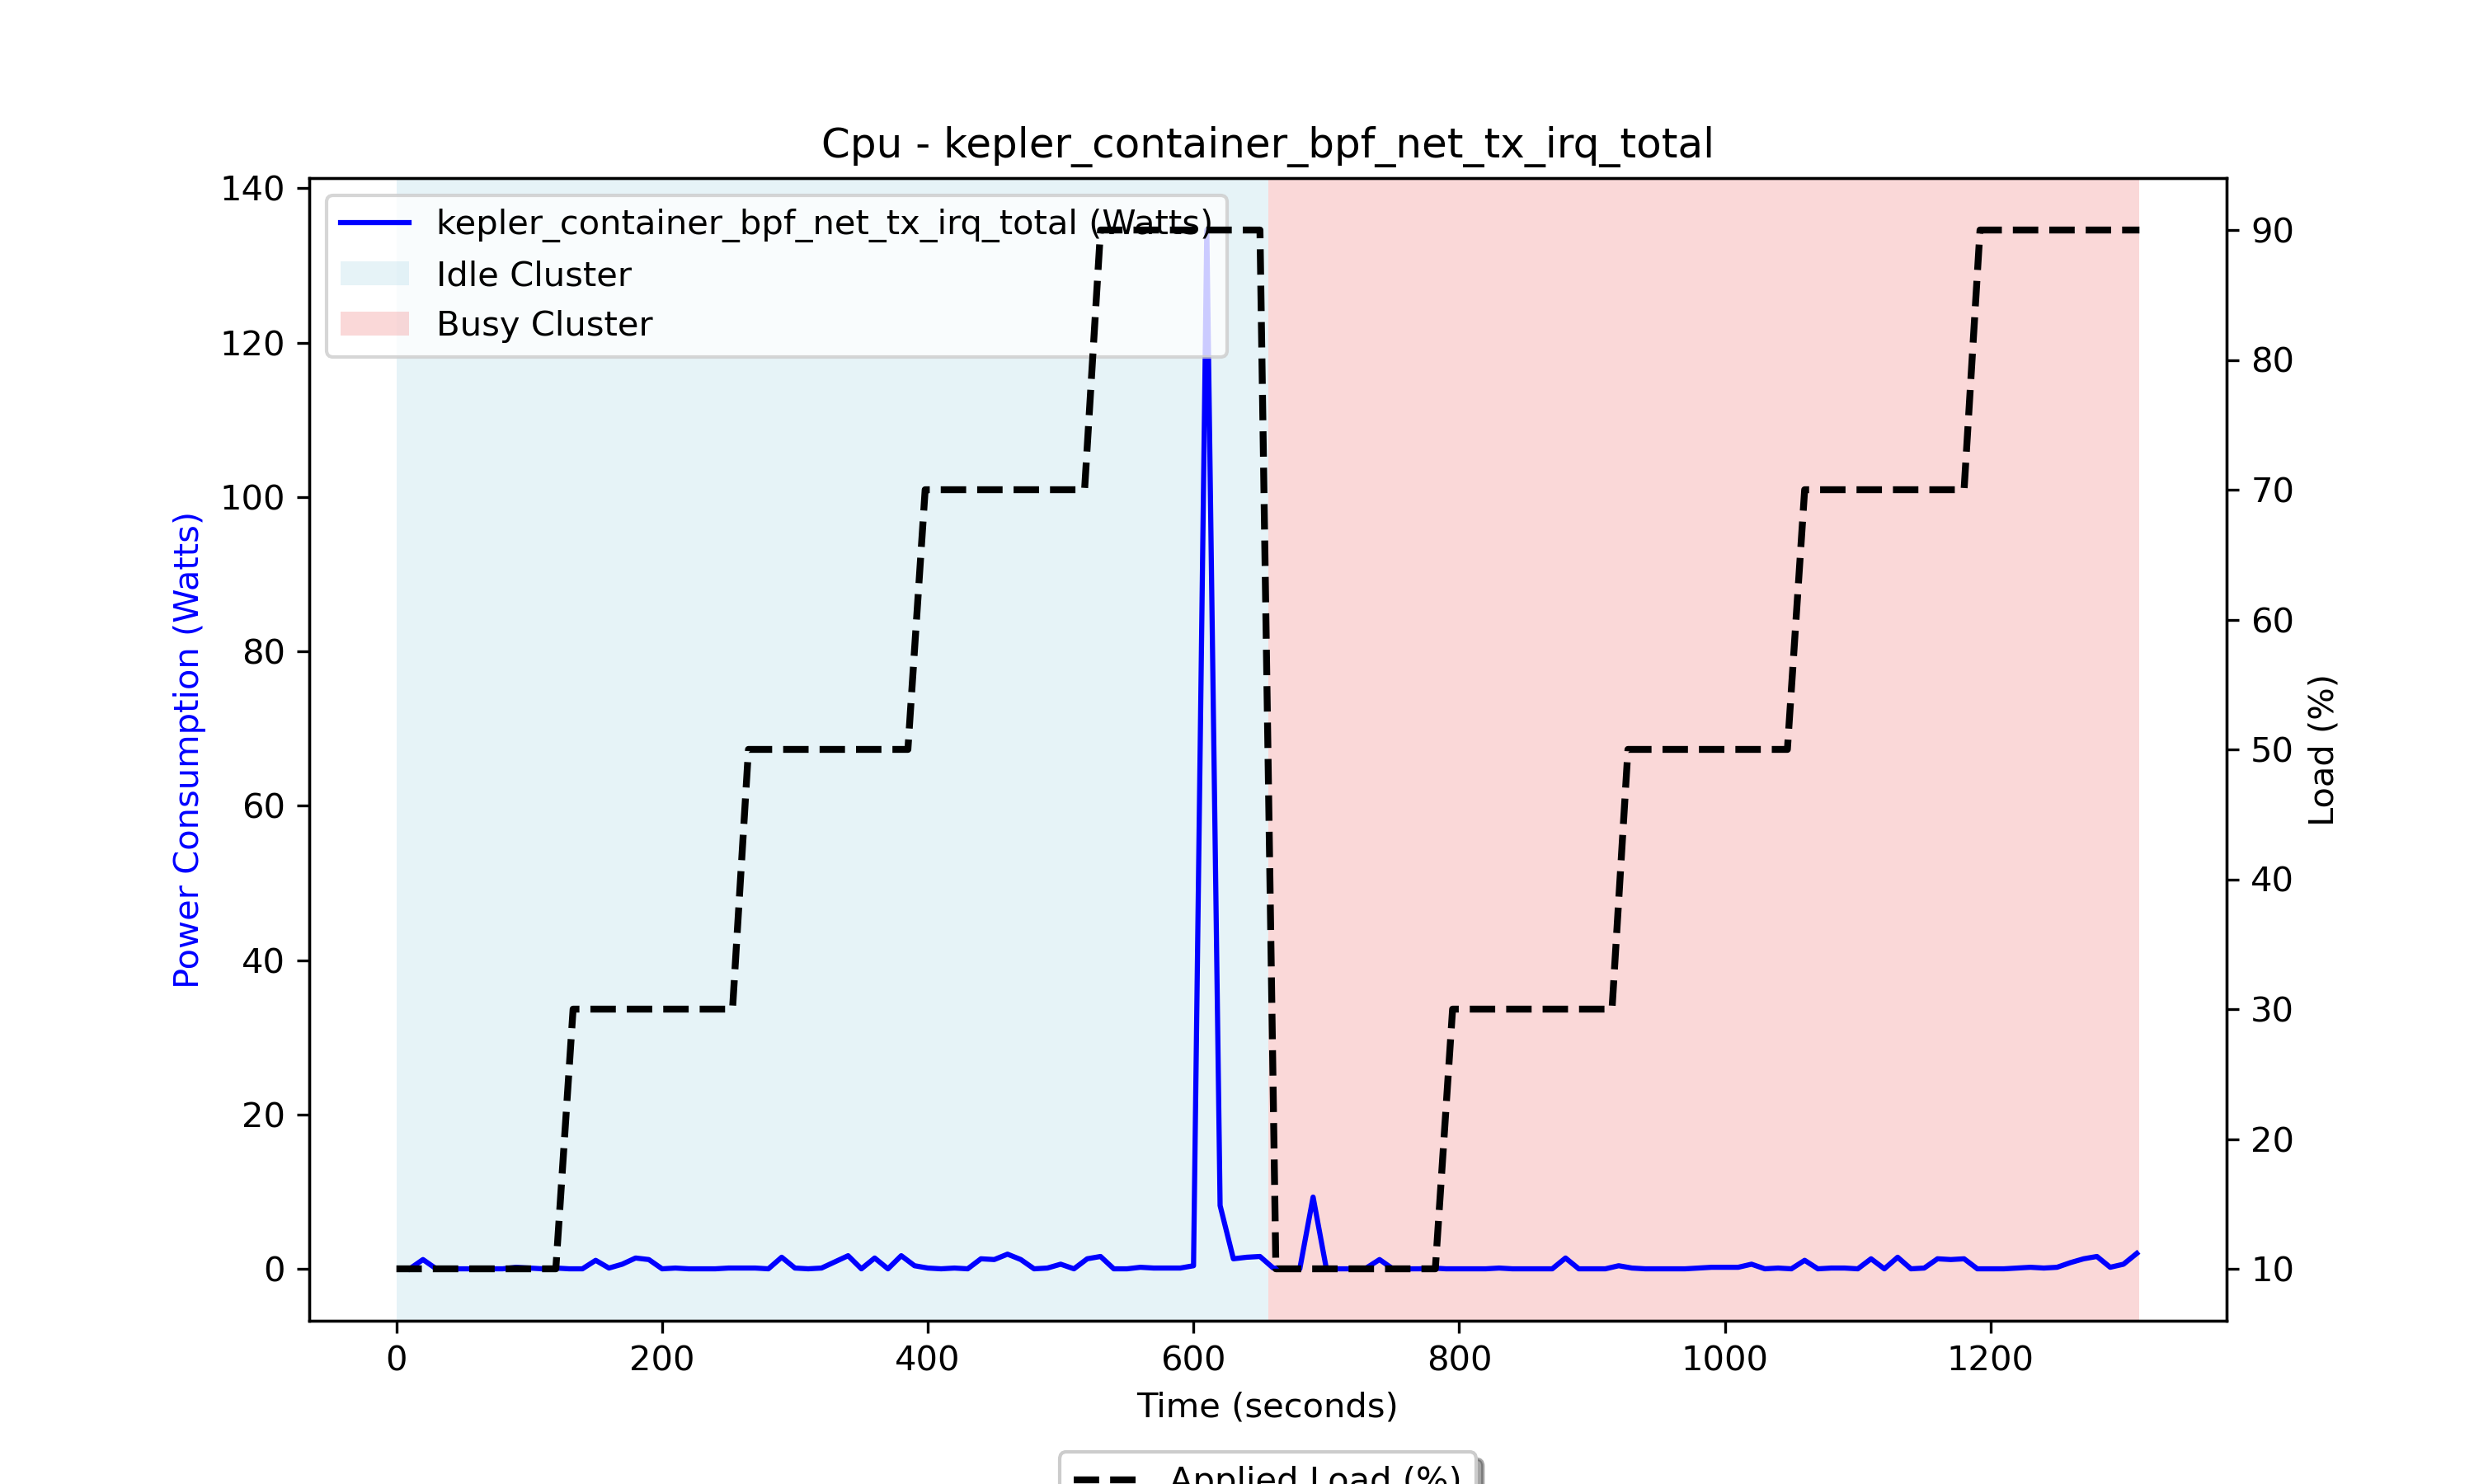 Cpu - kepler_container_bpf_net_tx_irq_total
kepler_container_bpf_net_tx_irq_total (Watts)
Idle Cluster
Busy Cluster
Power Consumption (Watts)
140
120
100
80
60
40
20
0
90
80
70
60
50
40
30
20
10
Load (%)
0 200 400 600 800 1000 1200
Time (seconds)
Applied Load (%)